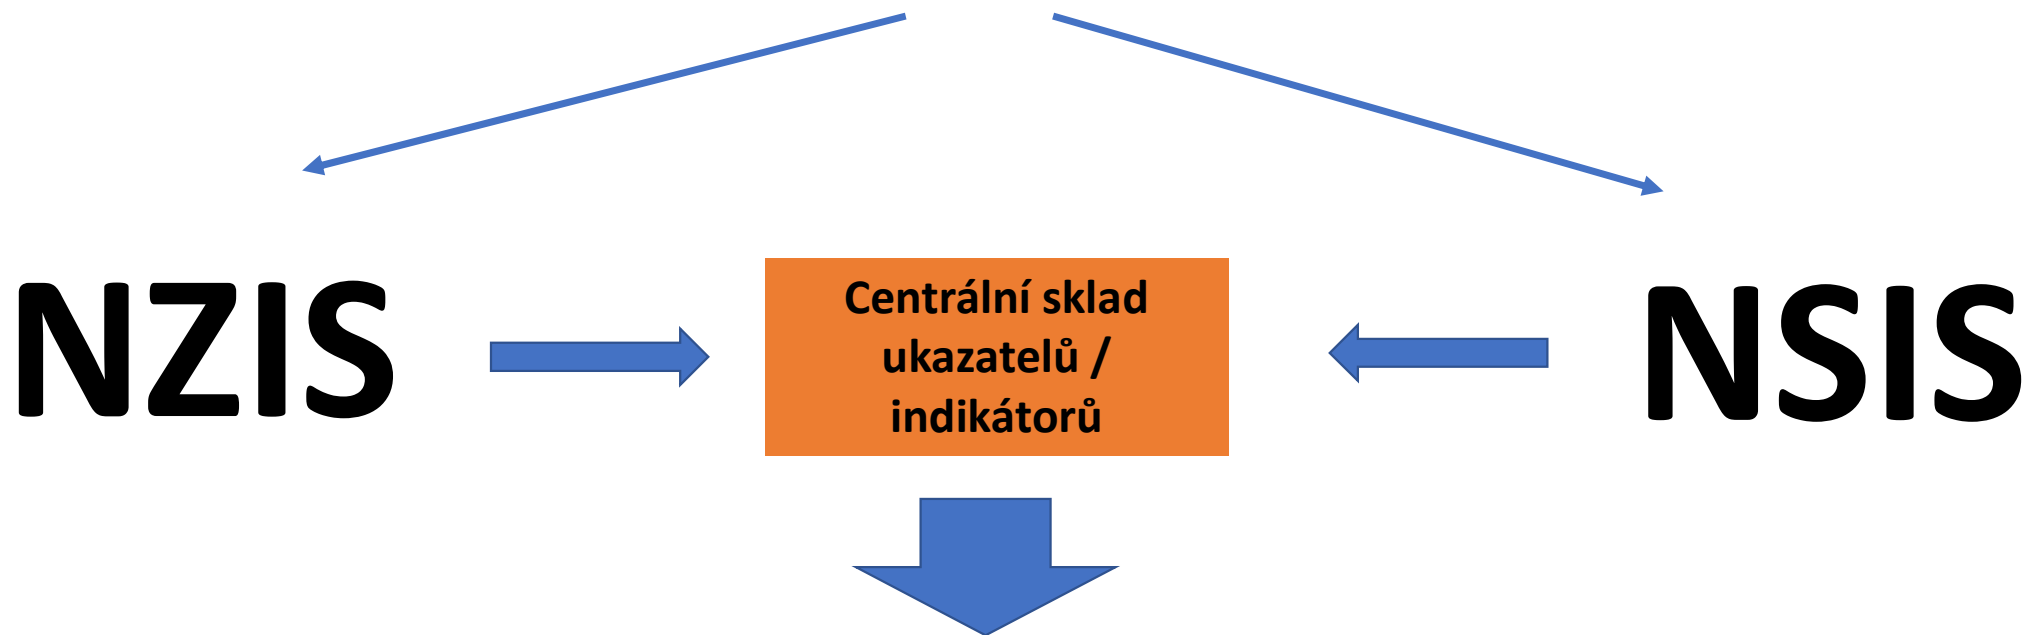 NZIS
Centrální sklad
ukazatelů /
indikátorů
NSIS